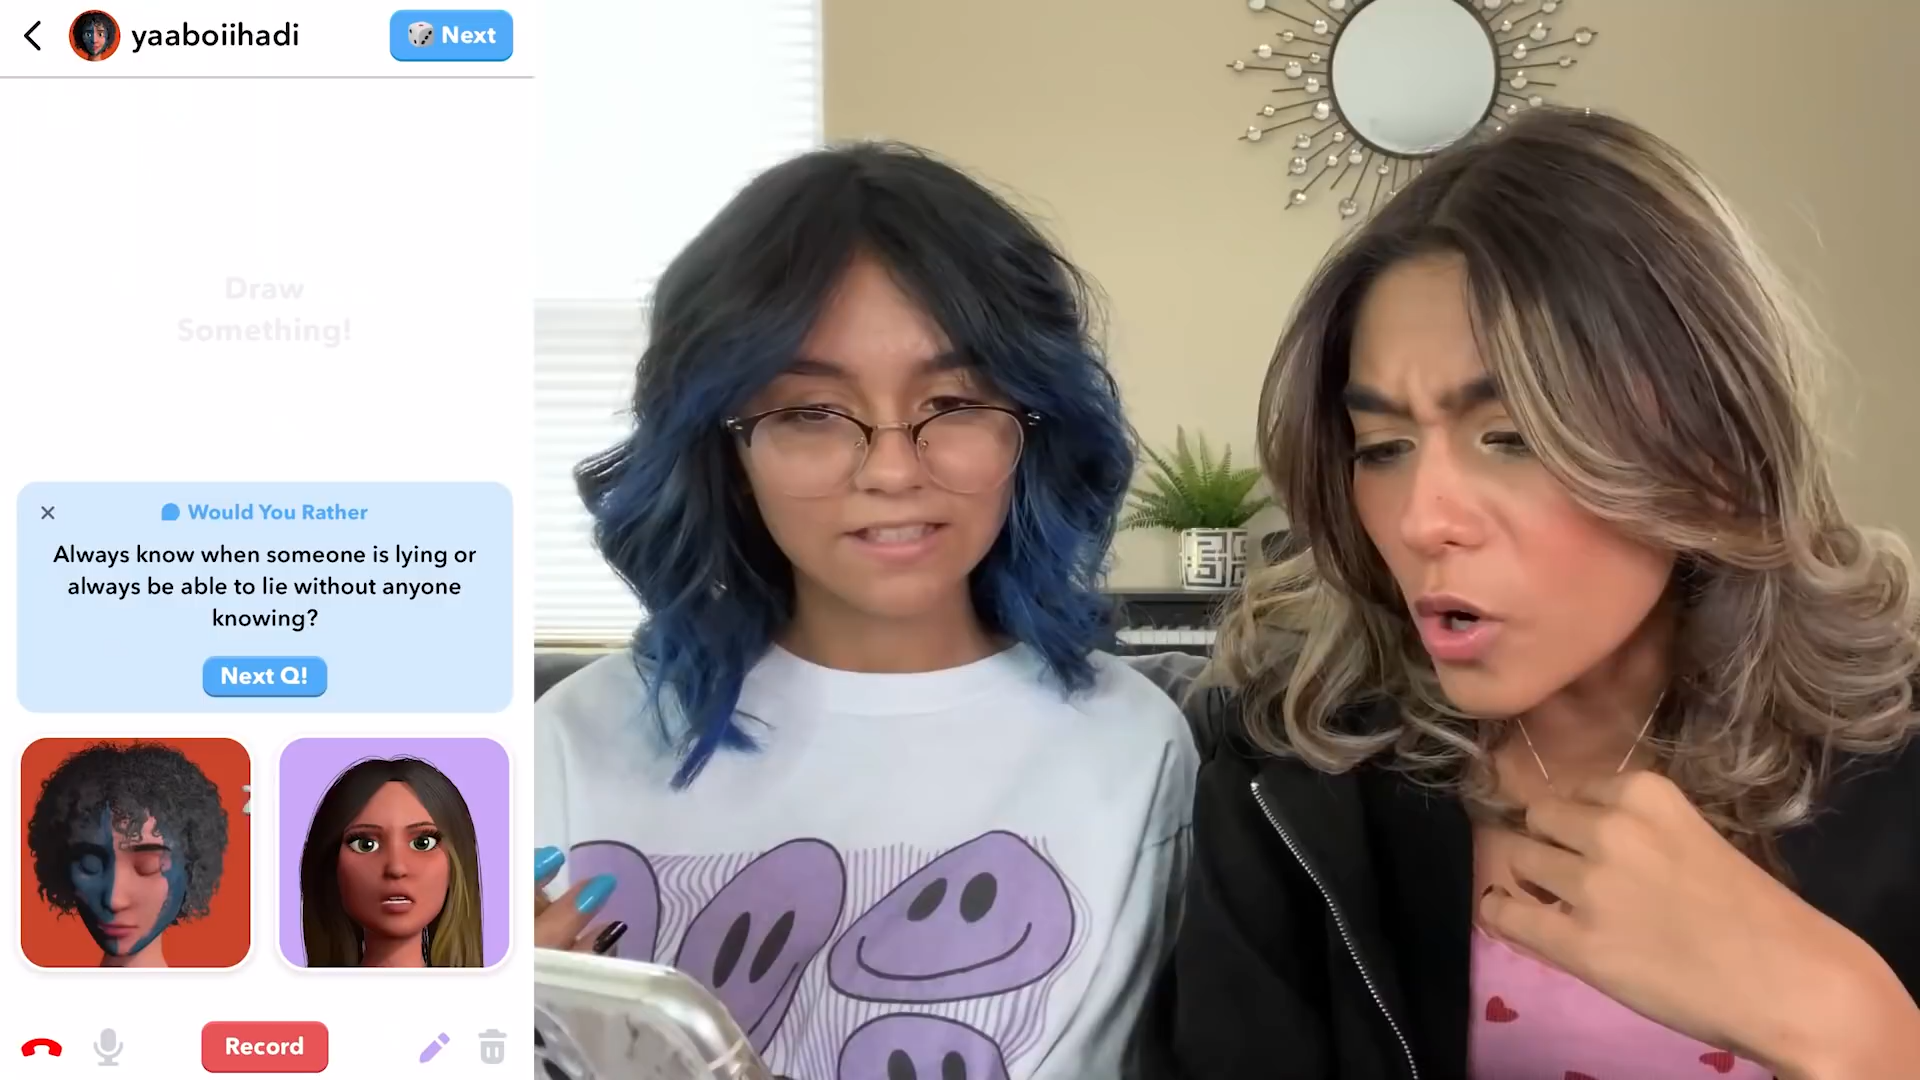 yaaboiihadi
Next
Draw
Something!
Would You Rather
Always know when someone is lying or
always be able to lie without anyone
knowing?
Next Q!
Record